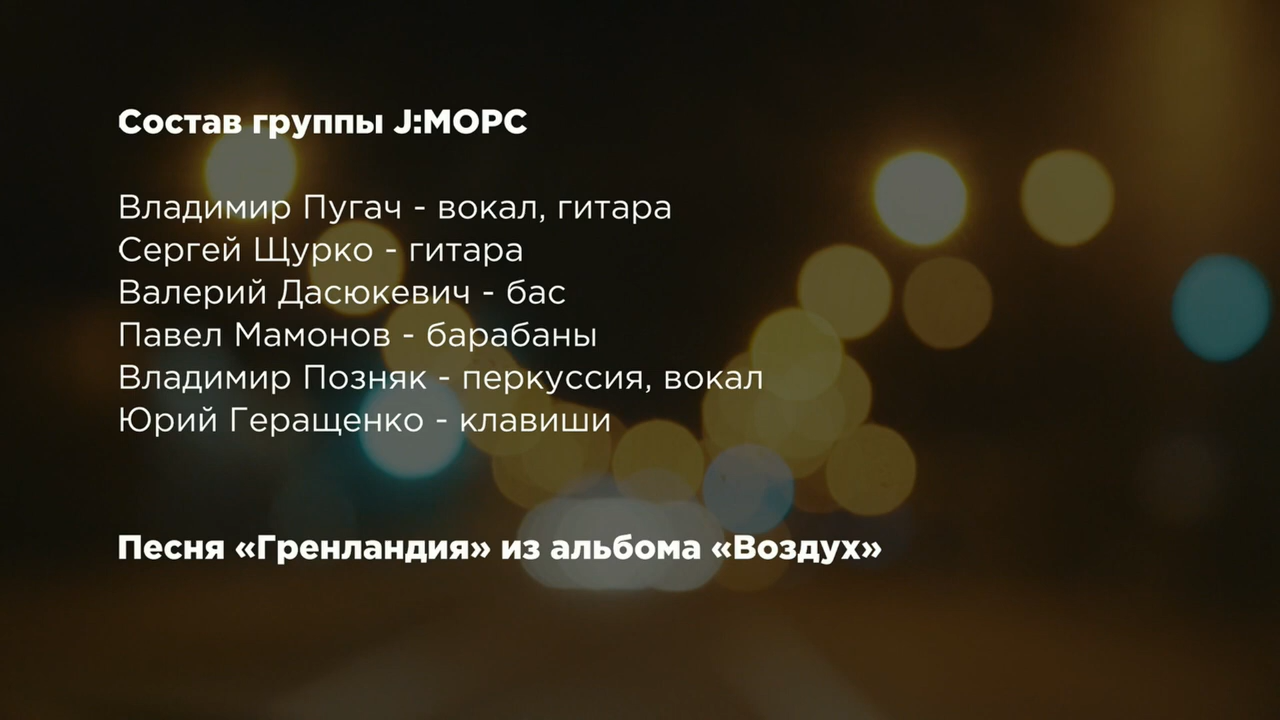 Состав группы J:МОРС
Владимир Пугач - вокал, гитара
Сергей Щурко - гитара
Валерий Дасюкевич - бас
Павел Мамонов - барабаны
Владимир Позняк - перкуссия, вокал
Юрий Геращенко - клавиши
Песня «Гренландия» из альбома «Воздух»